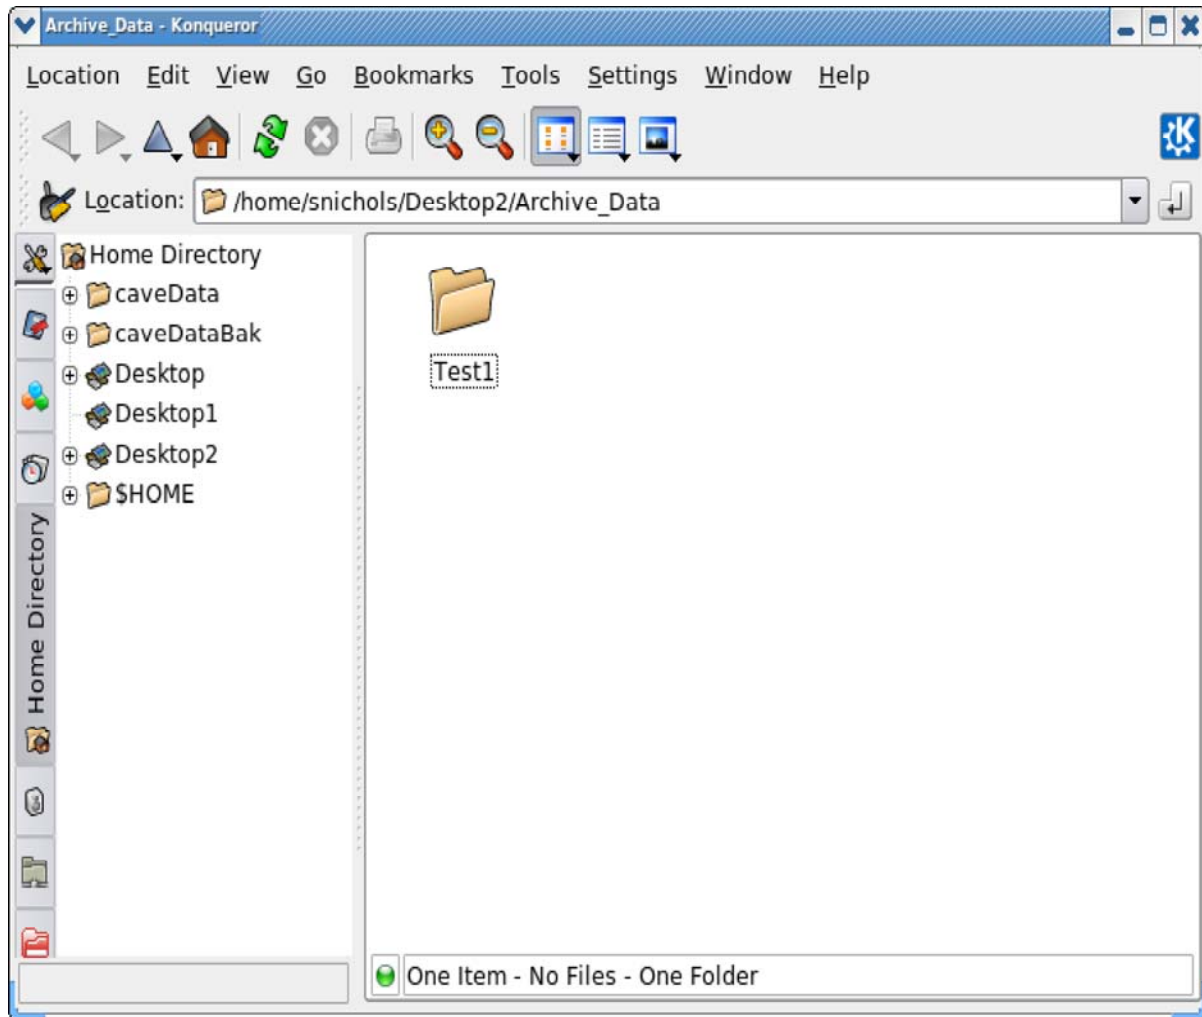 Archive_Data - Konqueror
Location Edit View Go Bookmarks Tools Settings Window Help
Location: /home/snichols/Desktop2/Archive_Data
Home Directory
caveData
caveDataBak
Desktop
Desktop1
Desktop2
$HOME
Home Directory
Test1
One Item - No Files - One Folder